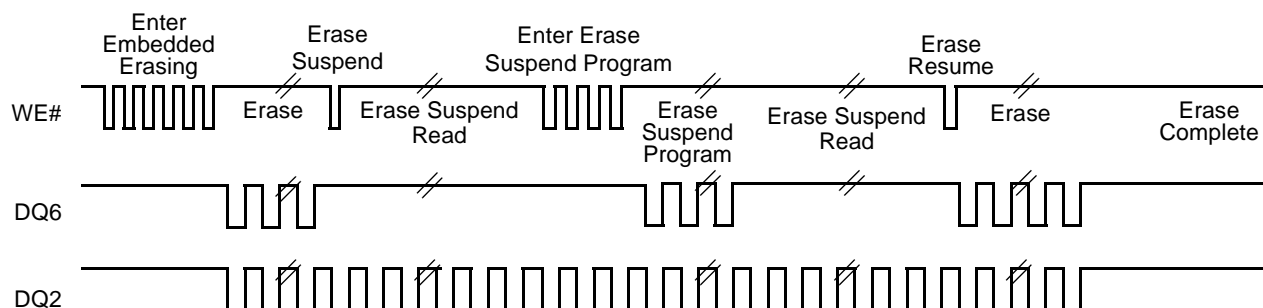 Enter
Embedded
Erasing
Erase
Suspend
Enter Erase
Suspend Program
Erase
Resume
WE#
Erase
Erase Suspend
Read
Erase
Suspend
Program
Erase Suspend
Read
Erase
Erase
Complete
DQ6
DQ2